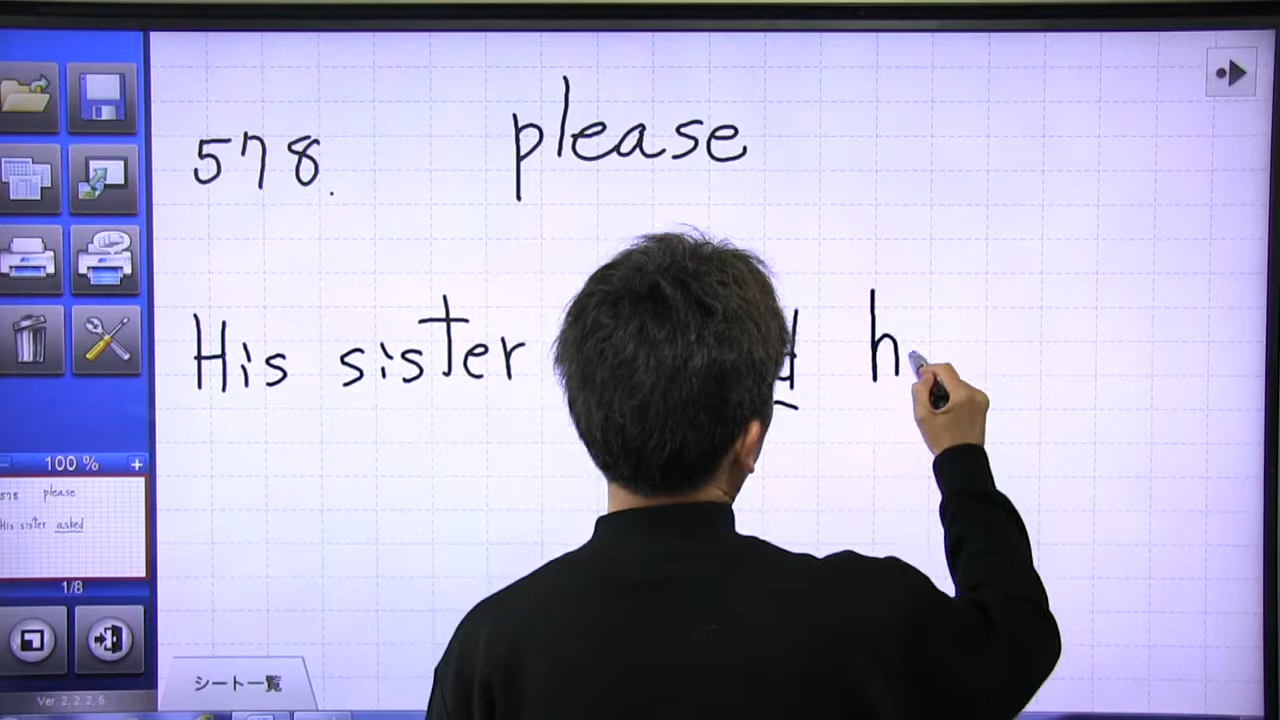 578. please
His sister
h
100 %
578 please
His sister asked
1/8
シート一覧
Ver. 2, 2, 2, 5